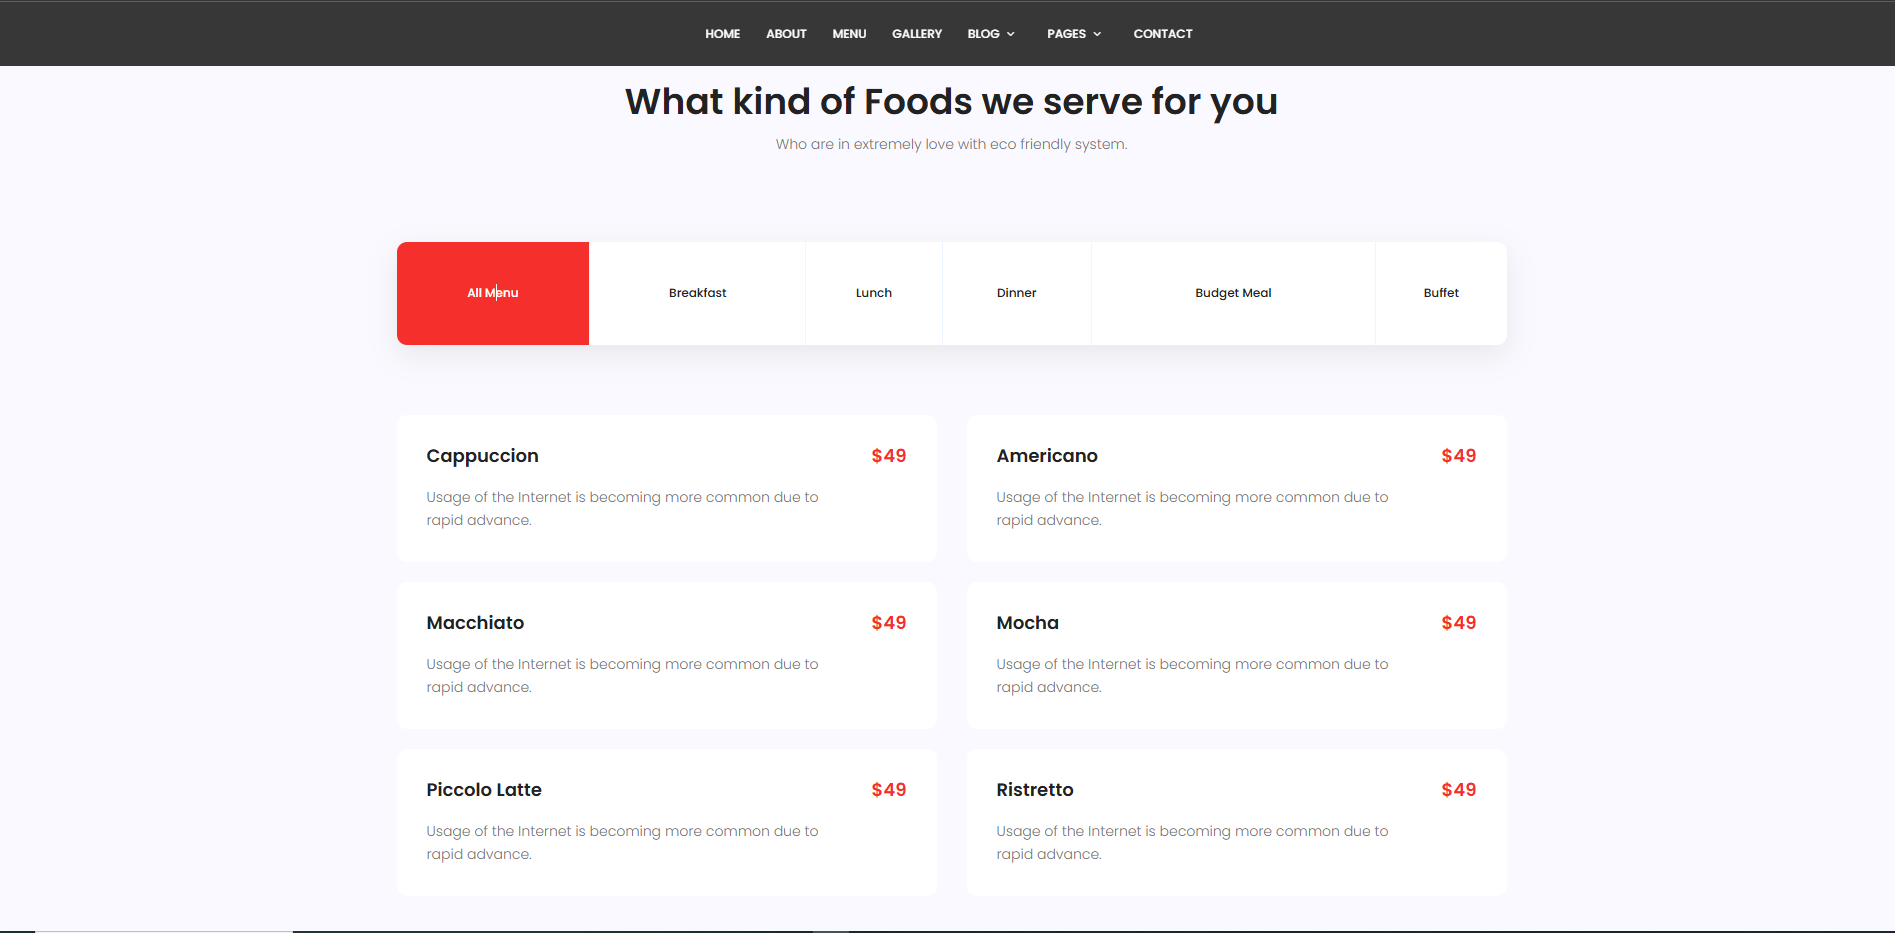 HOME ABOUT MENU GALLERY BLOG PAGES CONTACT
What kind of Foods we serve for you
Who are in extremely love with eco friendly system.
All Menu Breakfast Lunch Dinner Budget Meal Buffet
Cappuccion $49
Usage of the Internet is becoming more common due to
rapid advance.
Americano $49
Usage of the Internet is becoming more common due to
rapid advance.
Macchiato $49
Usage of the Internet is becoming more common due to
rapid advance.
Mocha $49
Usage of the Internet is becoming more common due to
rapid advance.
Piccolo Latte $49
Usage of the Internet is becoming more common due to
rapid advance.
Ristretto $49
Usage of the Internet is becoming more common due to
rapid advance.